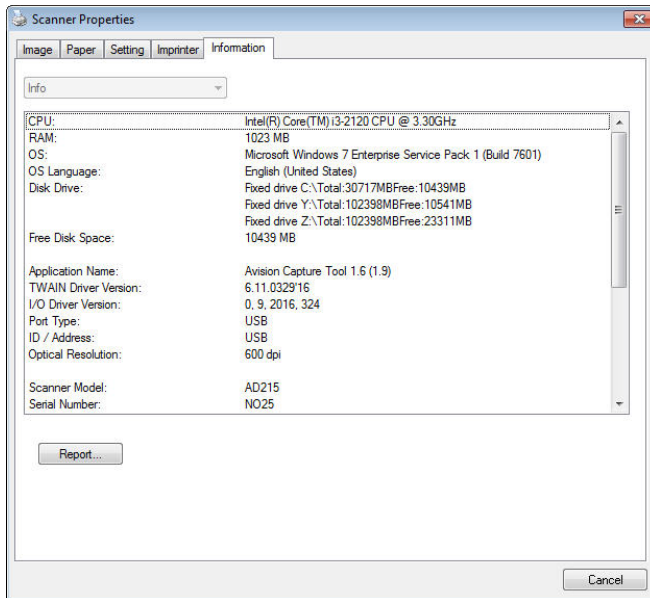 Scanner Properties
Image Paper Setting Imprinter Information
Info
CPU: Intel(R) Core(TM) i3-2120 CPU @ 3.30GHz
RAM: 1023 MB
OS: Microsoft Windows 7 Enterprise Service Pack 1 (Build 7601)
OS Language: English (United States)
Disk Drive: Fixed drive C:\Total:30717MBFree:10439MB
Fixed drive Y:\Total:102398MBFree:10541MB
Fixed drive Z:\Total:102398MBFree:23311MB
Free Disk Space: 10439 MB
Application Name: Avision Capture Tool 1.6 (1.9)
TWAIN Driver Version: 6.11.0329'16
I/O Driver Version: 0, 9, 2016, 324
Port Type: USB
ID / Address: USB
Optical Resolution: 600 dpi
Scanner Model: AD215
Serial Number: NO25
Report...
Cancel